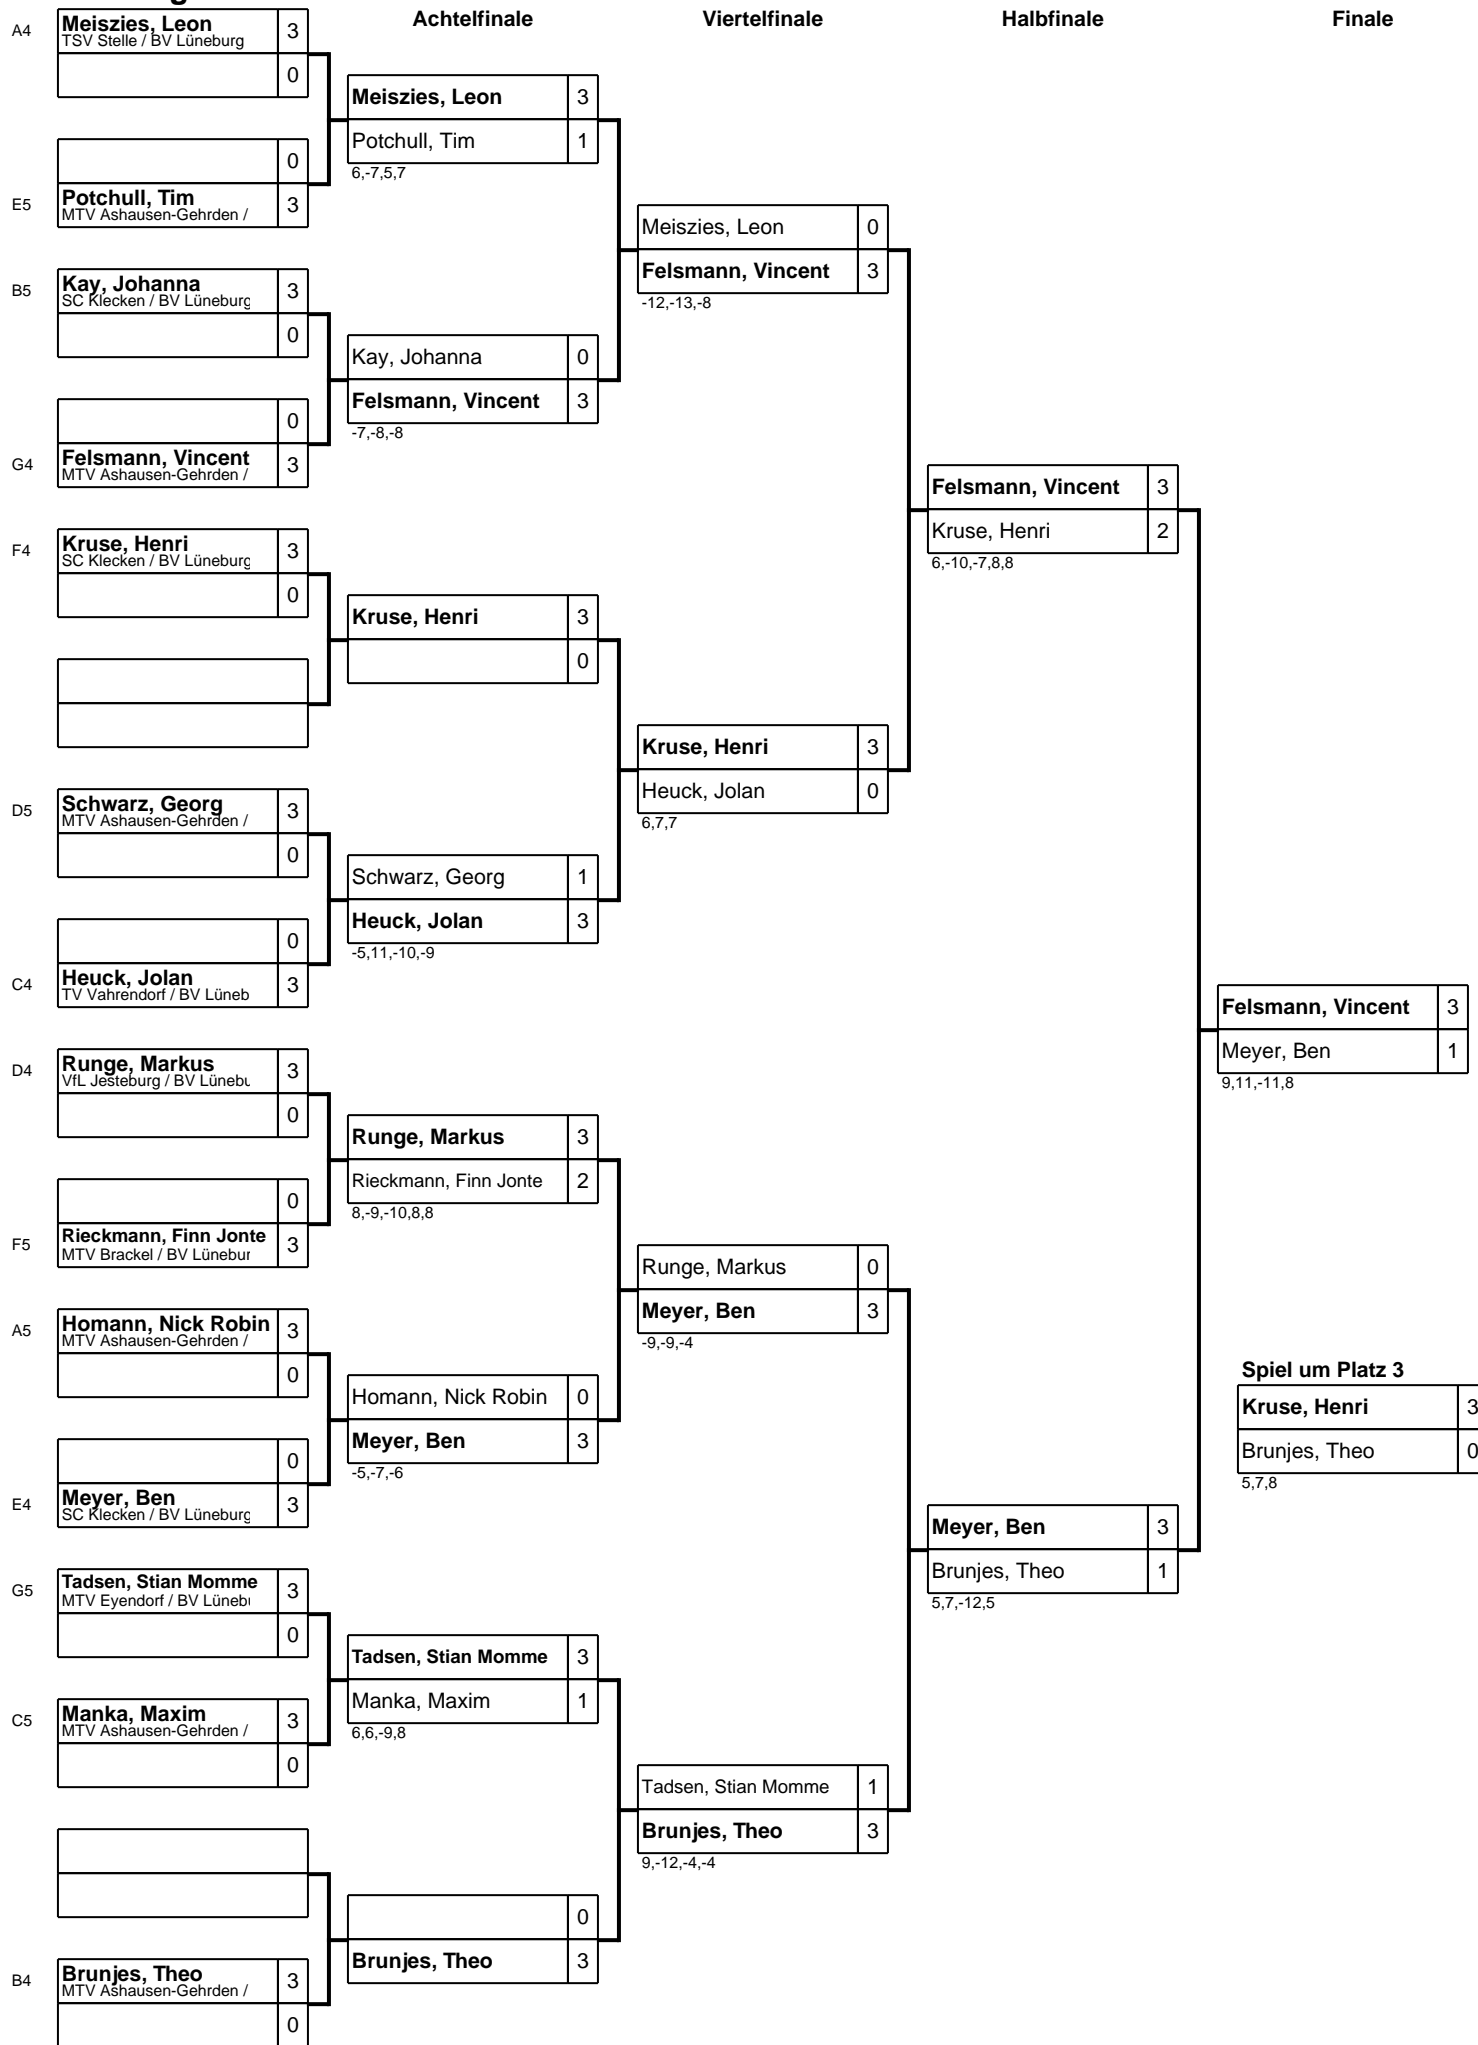 Achtelfinale
Viertelfinale
Halbfinale
Finale
A4
Meiszies, Leon
3
TSV Stelle / BV Lüneburg
0
0
E5
Potchull, Tim
3
MTV Ashausen-Gehrden /
B5
Kay, Johanna
3
SC Klecken / BV Lüneburg
0
0
G4
Felsmann, Vincent
3
MTV Ashausen-Gehrden /
F4
Kruse, Henri
3
SC Klecken / BV Lüneburg
0
D5
Schwarz, Georg
3
MTV Ashausen-Gehrden /
0
0
C4
Heuck, Jolan
3
TV Vahrendorf / BV Lüneb
D4
Runge, Markus
3
VfL Jesteburg / BV Lünebu
0
0
F5
Rieckmann, Finn Jonte
3
MTV Brackel / BV Lünebur
A5
Homann, Nick Robin
3
MTV Ashausen-Gehrden /
0
0
E4
Meyer, Ben
3
SC Klecken / BV Lüneburg
G5
Tadsen, Stian Momme
3
MTV Eyendorf / BV Lünebu
0
C5
Manka, Maxim
3
MTV Ashausen-Gehrden /
0
B4
Brunjes, Theo
3
MTV Ashausen-Gehrden /
0
Meiszies, Leon 3
Potchull, Tim 1
6,-7,5,7
Kay, Johanna 0
Felsmann, Vincent 3
-7,-8,-8
Kruse, Henri 3
0
Schwarz, Georg 1
Heuck, Jolan 3
-5,11,-10,-9
Runge, Markus 3
Rieckmann, Finn Jonte 2
8,-9,-10,8,8
Homann, Nick Robin 0
Meyer, Ben 3
-5,-7,-6
Tadsen, Stian Momme 3
Manka, Maxim 1
6,6,-9,8
0
Brunjes, Theo 3
Meiszies, Leon 0
Felsmann, Vincent 3
-12,-13,-8
Kruse, Henri 3
Heuck, Jolan 0
6,7,7
Runge, Markus 0
Meyer, Ben 3
-9,-9,-4
Tadsen, Stian Momme 1
Brunjes, Theo 3
9,-12,-4,-4
Felsmann, Vincent 3
Kruse, Henri 2
6,-10,-7,8,8
Meyer, Ben 3
Brunjes, Theo 1
5,7,-12,5
Felsmann, Vincent 3
Meyer, Ben 1
9,11,-11,8
Spiel um Platz 3
Kruse, Henri 3
Brunjes, Theo 0
5,7,8